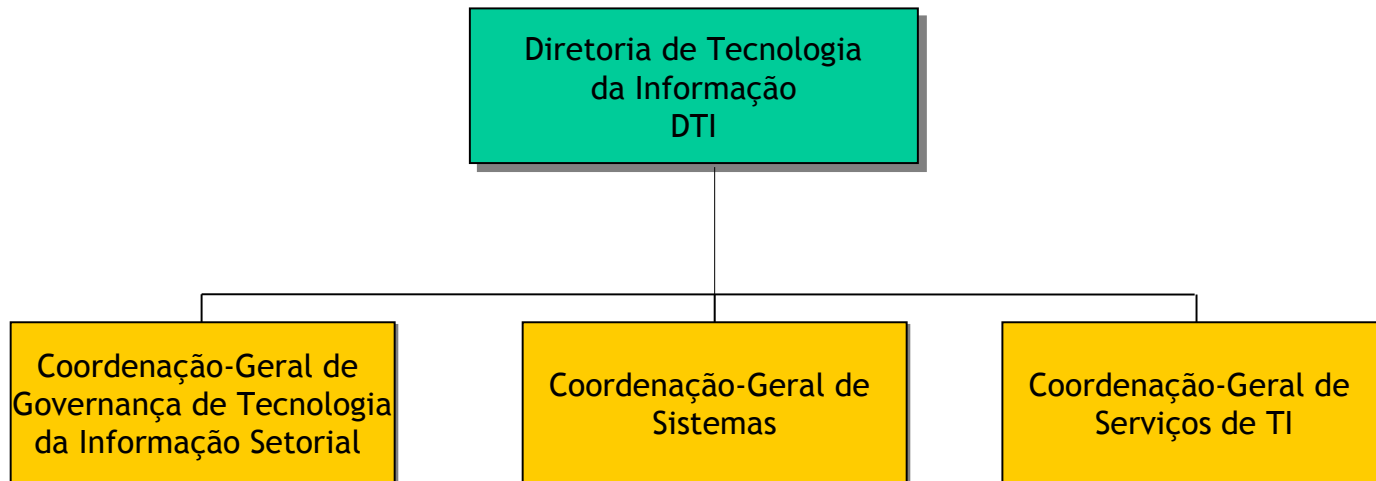 Diretoria de Tecnologia
da Informação
DTI
Coordenação-Geral de
Governança de Tecnologia
da Informação Setorial
Coordenação-Geral de
Sistemas
Coordenação-Geral de
Serviços de TI